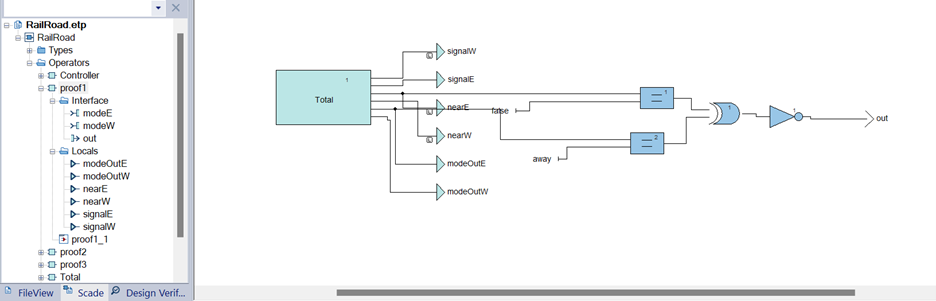 RailRoad.etp
RailRoad
Types
Operators
Controller
proof1
Interface
modeE
modeW
out
Locals
modeOutE
modeOutW
nearE
nearW
signalE
signalW
proof1_1
proof2
proof3
Total
FileView
Scade
Design Verif...
1
Total
L
signalW
signalE
L
nearE
false
L
nearW
away
modeOutE
modeOutW
1
2
1
1
out